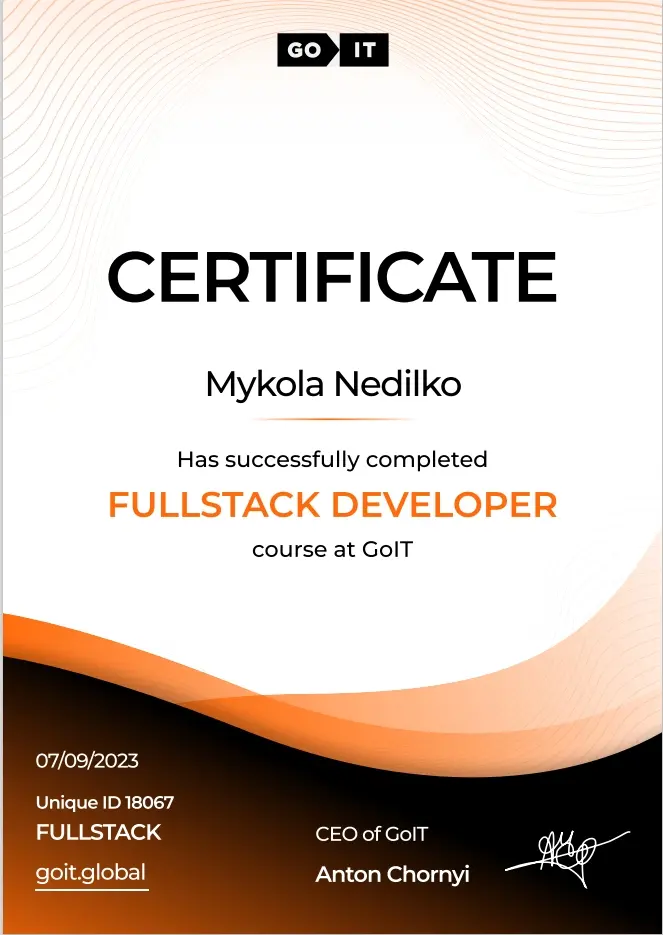 GO IT
CERTIFICATE
Mykola Nedilko
Has successfully completed
FULLSTACK DEVELOPER
course at GoIT
07/09/2023
Unique ID 18067
FULLSTACK
goit.global
CEO of GoIT
Anton Chornyi